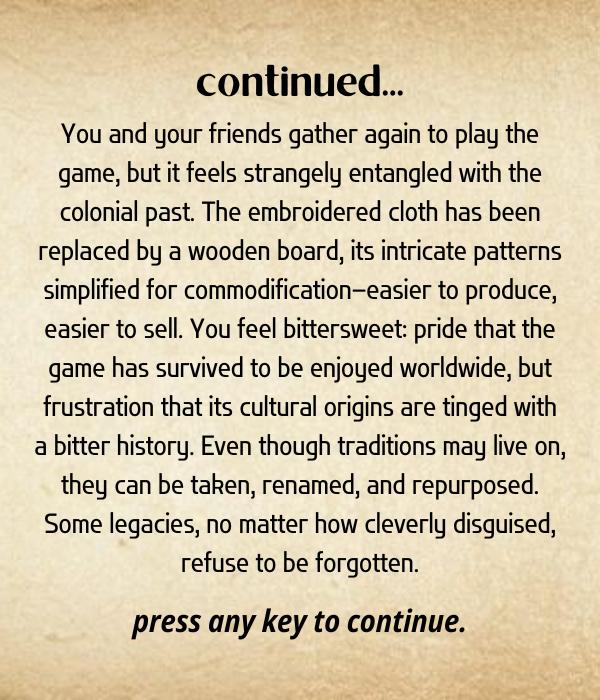 continued...
You and your friends gather again to play the
game, but it feels strangely entangled with the
colonial past. The embroidered cloth has been
replaced by a wooden board, its intricate patterns
simplified for commodification—easier to produce,
easier to sell. You feel bittersweet: pride that the
game has survived to be enjoyed worldwide, but
frustration that its cultural origins are tinged with
a bitter history. Even though traditions may live on,
they can be taken, renamed, and repurposed.
Some legacies, no matter how cleverly disguised,
refuse to be forgotten.
press any key to continue.